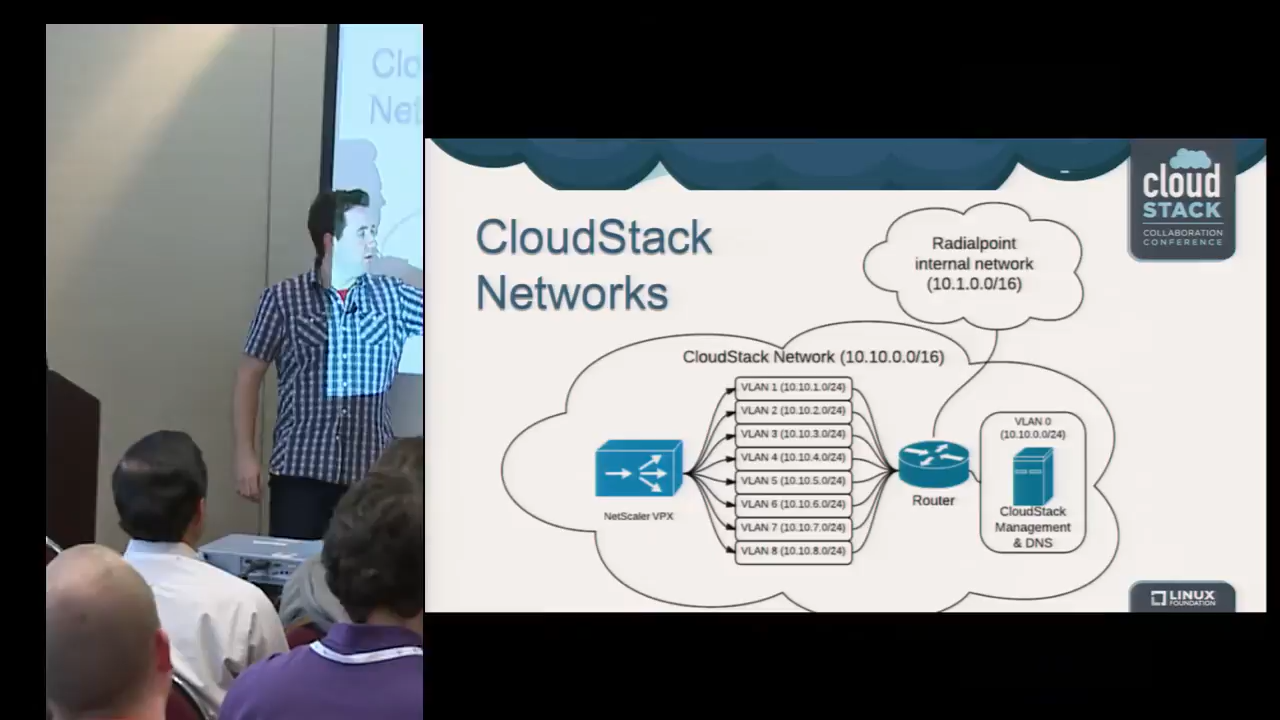 Clo
Net
CloudStack
Networks
cloud
STACK
COLLABORATION
CONFERENCE
Radialpoint
internal network
(10.1.0.0/16)
CloudStack Network (10.10.0.0/16)
VLAN 1 (10.10.1.0/24)
VLAN 2 (10.10.2.0/24)
VLAN 3 (10.10.3.0/24)
VLAN 4 (10.10.4.0/24)
VLAN 5 (10.10.5.0/24)
VLAN 6 (10.10.6.0/24)
VLAN 7 (10.10.7.0/24)
VLAN 8 (10.10.8.0/24)
NetScaler VPX
Router
VLAN 0
(10.10.0.0/24)
CloudStack
Management
& DNS
LINUX
FOUNDATION